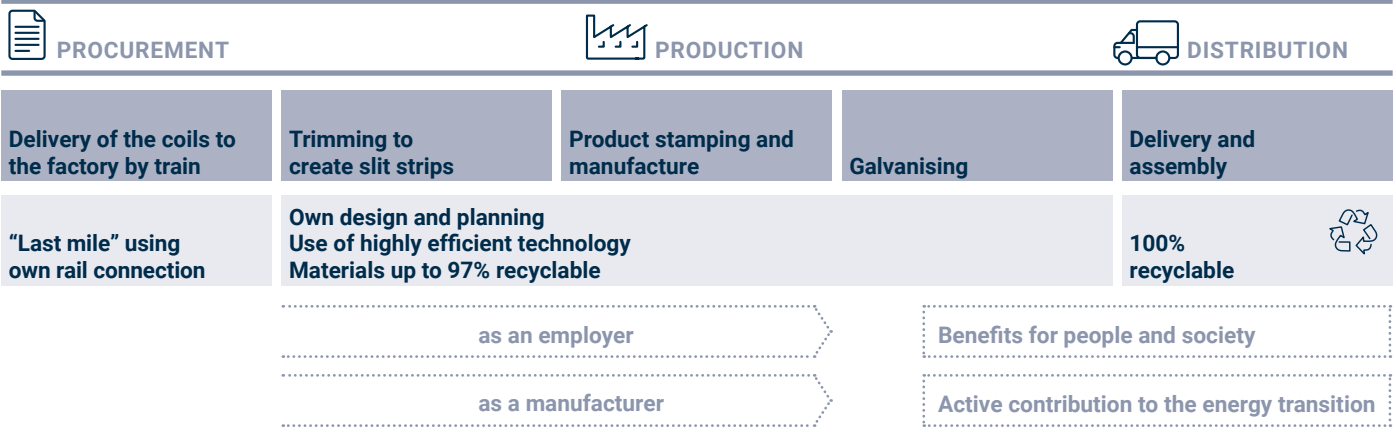 PROCUREMENT
PRODUCTION
DISTRIBUTION
Delivery of the coils to
the factory by train
Trimming to
create slit strips
Product stamping and
manufacture
Galvanising
Delivery and
assembly
“Last mile” using
own rail connection
Own design and planning
Use of highly efficient technology
Materials up to 97% recyclable
100%
recyclable
as an employer
Benefits for people and society
as a manufacturer
Active contribution to the energy transition